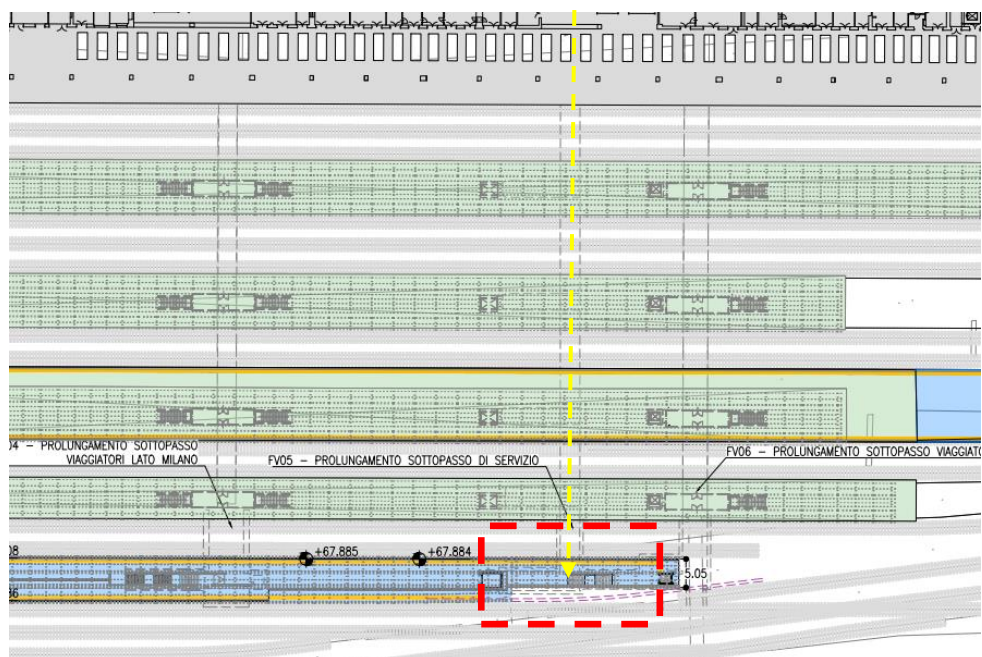 04 – PROLUNGAMENTO SOTTOPASSO
VIAGGIATORI LATO MILANO
FV05 – PROLUNGAMENTO SOTTOPASSO DI SERVIZIO
FV06 – PROLUNGAMENTO SOTTOPASSO VIAGGIATO
08
+67.885
+67.884
5.05